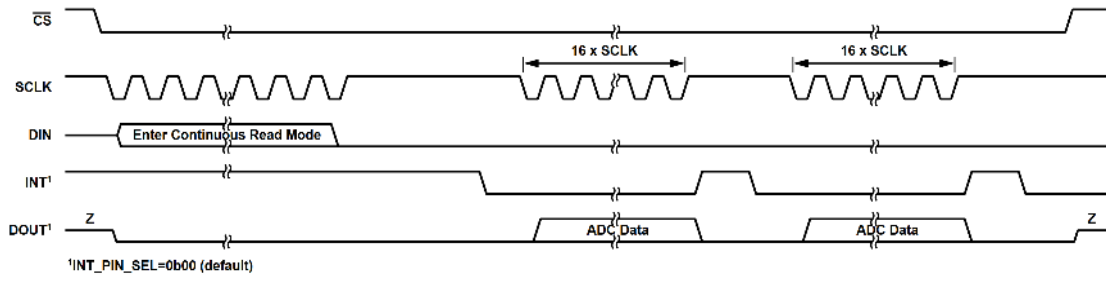 CS
16 x SCLK 16 x SCLK
SCLK
DIN Enter Continuous Read Mode
INT¹
Z Z
DOUT¹ ADC Data ADC Data
¹INT_PIN_SEL=0b00 (default)